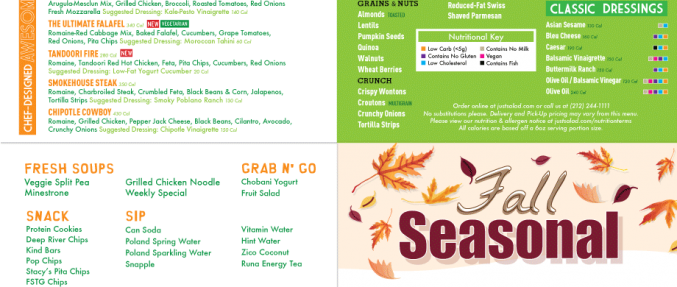 Arugula-Mesclun Mix, Grilled Chicken, Broccoli, Roasted Tomatoes, Red Onions
Fresh Mozzarella Suggested Dressing: Kale-Pesto Vinaigrette 140 Cal
CHEF-DESIGNED AWESOM
THE ULTIMATE FALAFEL 340 Cal NEW VEGETARIAN
Romaine-Red Cabbage Mix, Baked Falafel, Cucumbers, Grape Tomatoes,
Red Onions, Pita Chips Suggested Dressing: Moroccan Tahini
TANDOORI FIRE NEW
Romaine, Tandoori Red Hot Chicken, Feta, Pita Chips, Cucumbers, Red Onions
Suggested Dressing: Low-Fat Yogurt Cucumber
SMOKEHOUSE STEAK
Romaine, Charbroiled Steak, Crumbled Feta, Black Beans & Corn, Jalapenos,
Tortilla Strips Suggested Dressing: Smoky Poblano Ranch
CHIPOTLE COWBOY
Romaine, Grilled Chicken, Pepper Jack Cheese, Black Beans, Cilantro, Avocado,
Crunchy Onions Suggested Dressing: Chipotle Vinaigrette
GRAINS & NUTS
Almonds TOASTED
Lentils
Pumpkin Seeds
Quinoa
Walnuts
Wheat Berries
CRUNCH
Crispy Wontons
Croutons
Crunchy Onions
Tortilla Strips
Reduced-Fat Swiss
Shaved Parmesan
Nutritional Key
Low Carb (<5g) Contains No Milk
Contains No Gluten Vegan
Low Cholesterol Contains Fish
CLASSIC DRESSINGS
Asian Sesame
Bleu Cheese
Caesar
Balsamic Vinaigrette
Buttermilk Ranch
Olive Oil / Balsamic Vinegar
Olive Oil
Order online at justsalad.com or call us at (212) 244-1111
No substitutions please. Delivery and Pick-Up pricing may vary from this menu.
Please view our nutrition & allergen notice at justsalad.com/nutritionterms
All calories are based off a 6oz serving portion size.
FRESH SOUPS
Veggie Split Pea
Minestrone
Grilled Chicken Noodle
Weekly Special
GRAB N' GO
Chobani Yogurt
Fruit Salad
SNACK
Protein Cookies
Deep River Chips
Kind Bars
Pop Chips
Stacy's Pita Chips
FSTG Chips
SIP
Can Soda
Poland Spring Water
Poland Sparkling Water
Snapple
Vitamin Water
Hint Water
Zico Coconut
Runa Energy Tea
Fall
Seasonal